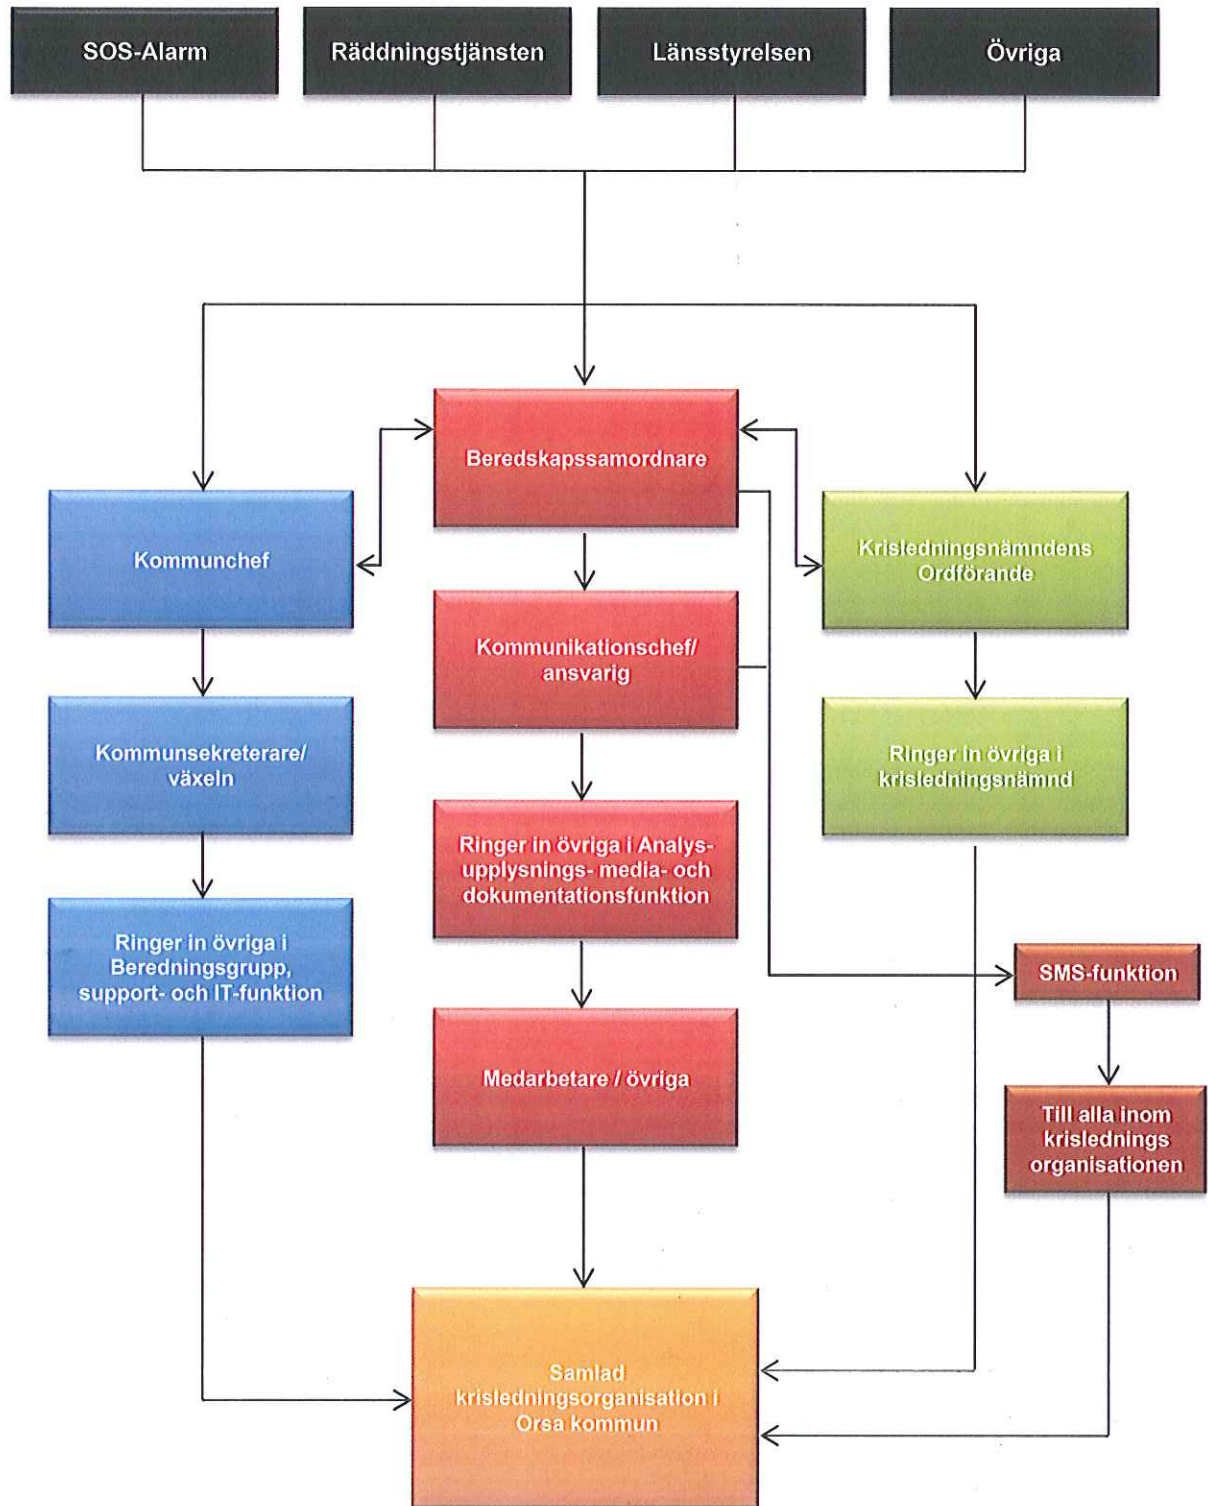 SOS-Alarm
Räddningstjänsten
Länsstyrelsen
Övriga
Beredskapssamordnare
Kommunchef
Krisledningsnämndens
Ordförande
Kommunikationschef/
ansvarig
Kommunsekreterare/
växeln
Ringer in övriga i
krisledningsnämnd
Ringer in övriga i Analys-
upplysnings- media- och
dokumentationsfunktion
Ringer in övriga i
Beredningsgrupp,
support- och IT-funktion
SMS-funktion
Medarbetare / övriga
Till alla inom
krislednings
organisationen
Samlad
krisledningsorganisation i
Orsa kommun